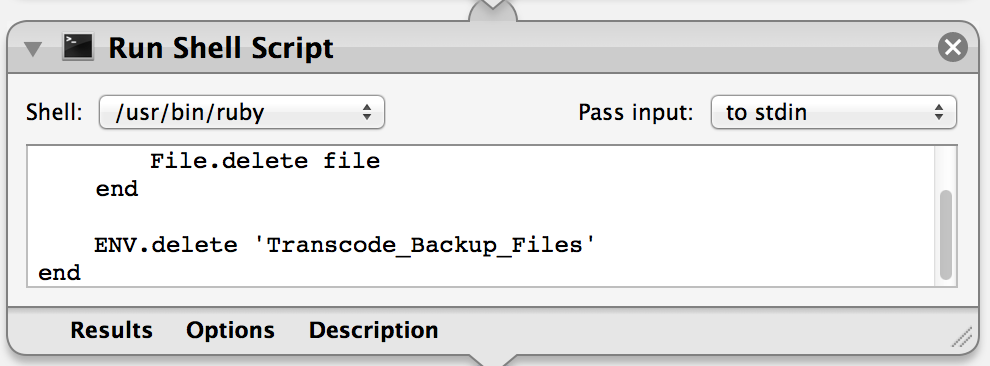 Run Shell Script
Shell: /usr/bin/ruby Pass input: to stdin
File.delete file
end
ENV.delete 'Transcode_Backup_Files'
end
Results Options Description